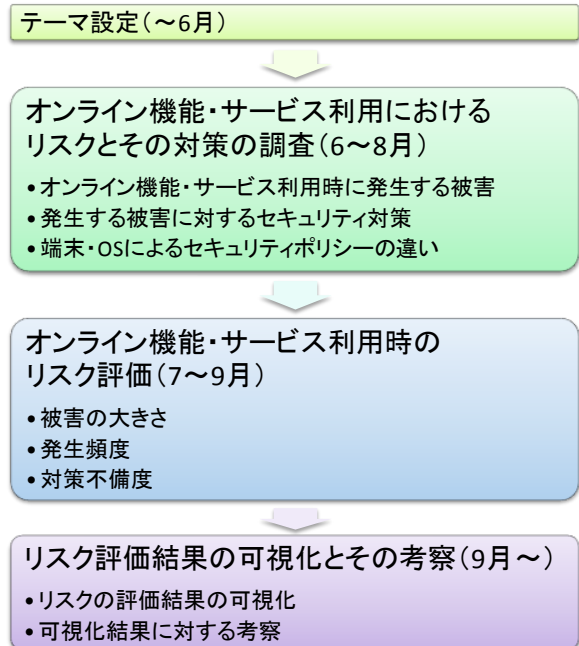 テーマ設定(～6月)
オンライン機能・サービス利用における
リスクとその対策の調査(6～8月)
•オンライン機能・サービス利用時に発生する被害
•発生する被害に対するセキュリティ対策
•端末・OSによるセキュリティポリシーの違い
オンライン機能・サービス利用時の
リスク評価(7～9月)
•被害の大きさ
•発生頻度
•対策不備度
リスク評価結果の可視化とその考察(9月～)
•リスクの評価結果の可視化
•可視化結果に対する考察